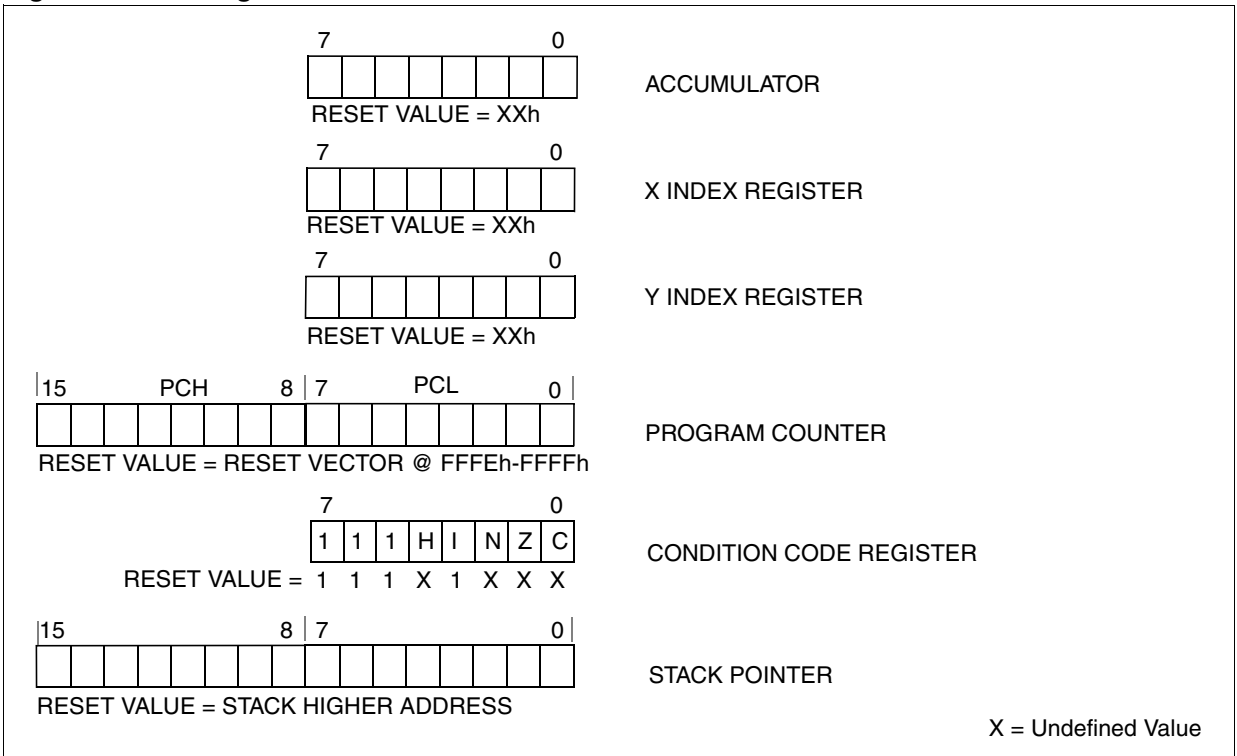 7 0
ACCUMULATOR
RESET VALUE = XXh
7 0
X INDEX REGISTER
RESET VALUE = XXh
7 0
Y INDEX REGISTER
RESET VALUE = XXh
15 PCH 8 7 PCL 0
PROGRAM COUNTER
RESET VALUE = RESET VECTOR @ FFFEh-FFFFh
7 0
1 1 1 H I N Z C
CONDITION CODE REGISTER
RESET VALUE = 1 1 1 X 1 X X X
15 8 7 0
STACK POINTER
RESET VALUE = STACK HIGHER ADDRESS
X = Undefined Value